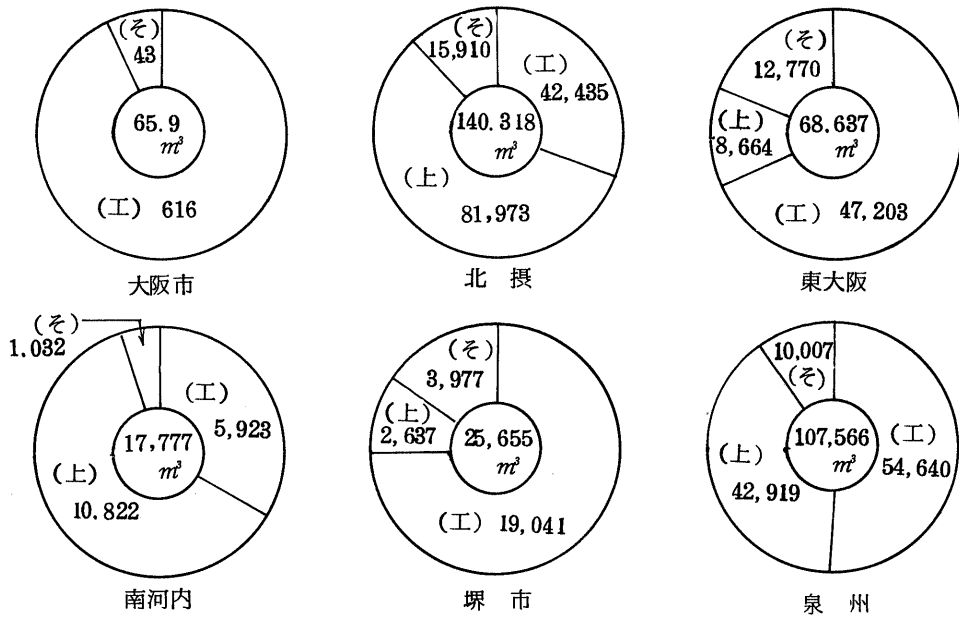 (そ)
43
65.9
m³
(工) 616
大阪市
(そ)
15,910
(工)
42,435
140.318
m³
(上)
81,973
北 摂
(そ)
12,770
(上)
8,664
68.637
m³
(工) 47,203
東大阪
(そ)
1.032
(工)
5,923
17,777
m³
(上)
10.822
南河内
(そ)
3,977
(上)
2,637
25,655
m³
(工) 19,041
堺 市
10,007
(そ)
(工)
54,640
107,566
m³
(上)
42,919
泉 州